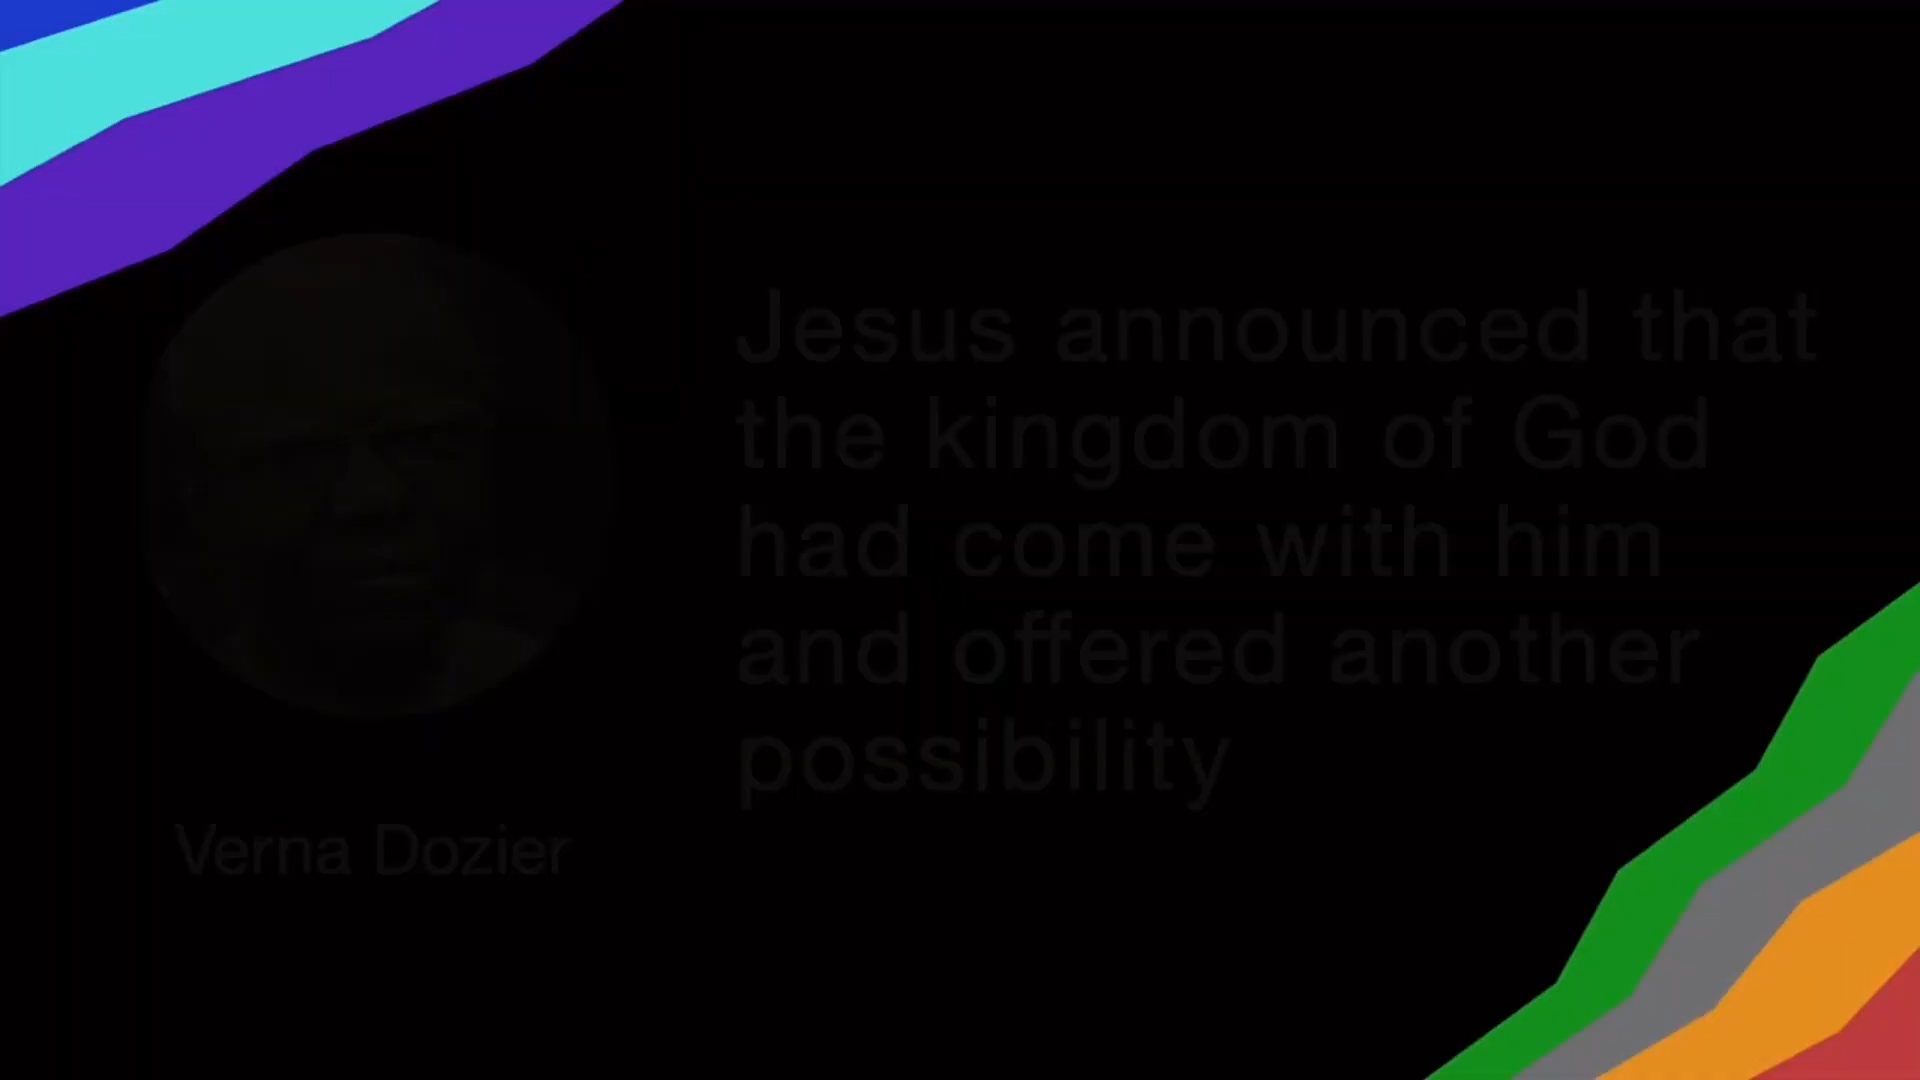 Jesus announced that
the kingdom of God
had come with him
and offered another
possibility
Verna Dozier